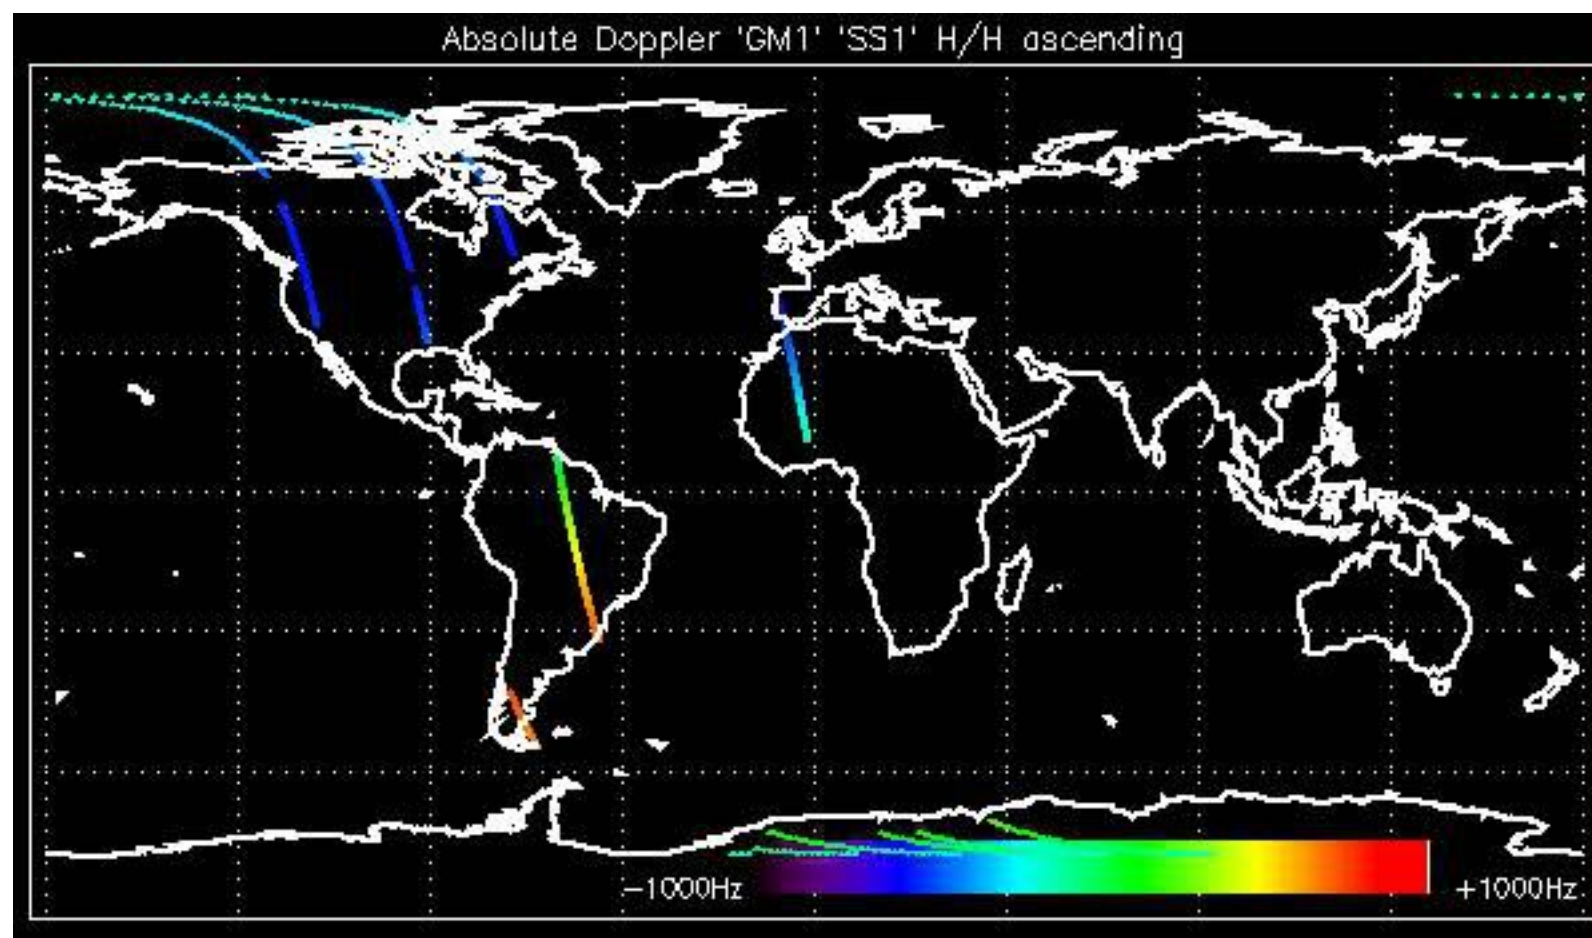 Absolute Doppler 'GM1' 'SS1' H/H ascending
-1000Hz
+1000Hz